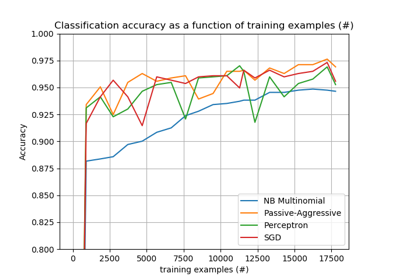 Classification accuracy as a function of training examples (#)
1.000
0.975
0.950
0.925
0.900
0.875
0.850
0.825
0.800
Accuracy
NB Multinomial
Passive-Aggressive
Perceptron
SGD
0 2500 5000 7500 10000 12500 15000 17500
training examples (#)